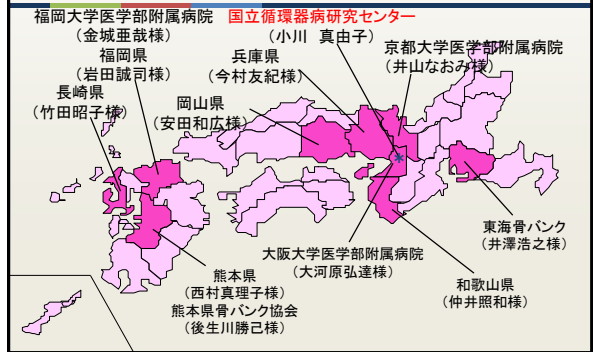 福岡大学医学部附属病院
(金城亜哉様)
国立循環器病研究センター
(小川 真由子)
京都大学医学部附属病院
(井山なおみ様)
福岡県
(岩田誠司様)
兵庫県
(今村友紀様)
長崎県
(竹田昭子様)
岡山県
(安田和広様)
*
東海骨バンク
(井澤浩之様)
大阪大学医学部附属病院
(大河原弘達様)
和歌山県
(仲井照和様)
熊本県
(西村真理子様)
熊本県骨バンク協会
(後生川勝己様)